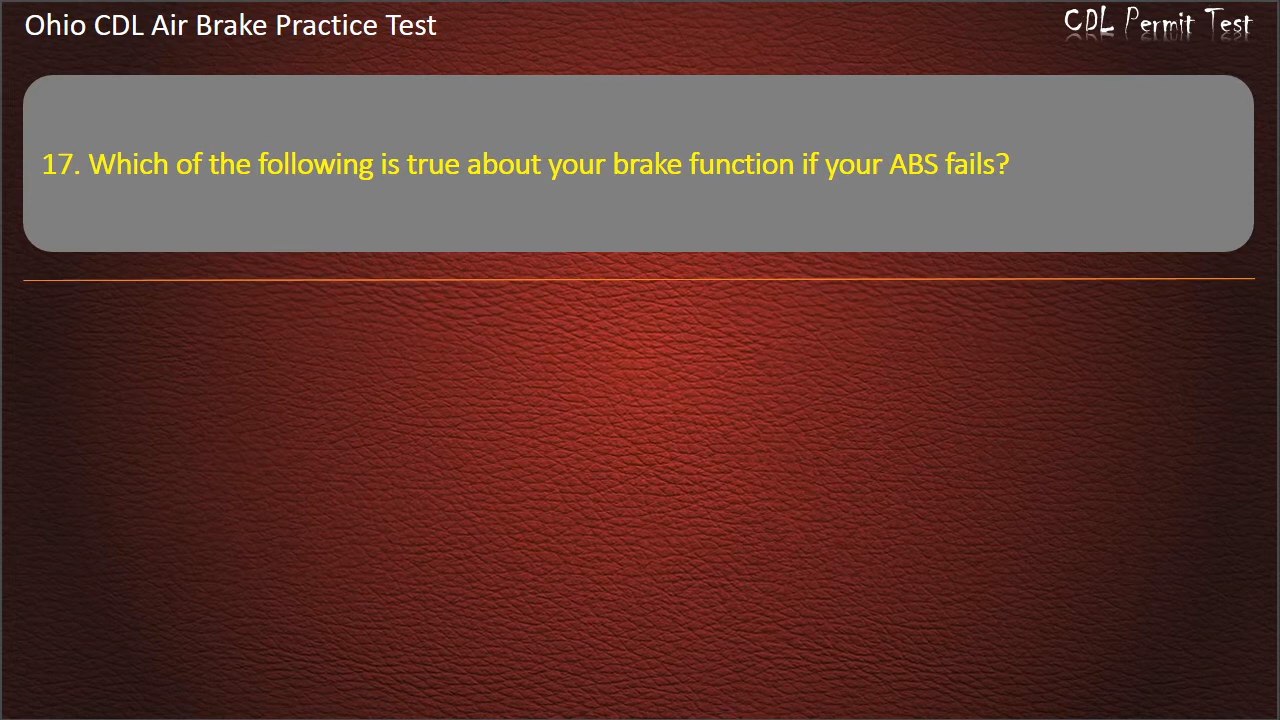 Ohio CDL Air Brake Practice Test
CDL Permit Test
17. Which of the following is true about your brake function if your ABS fails?